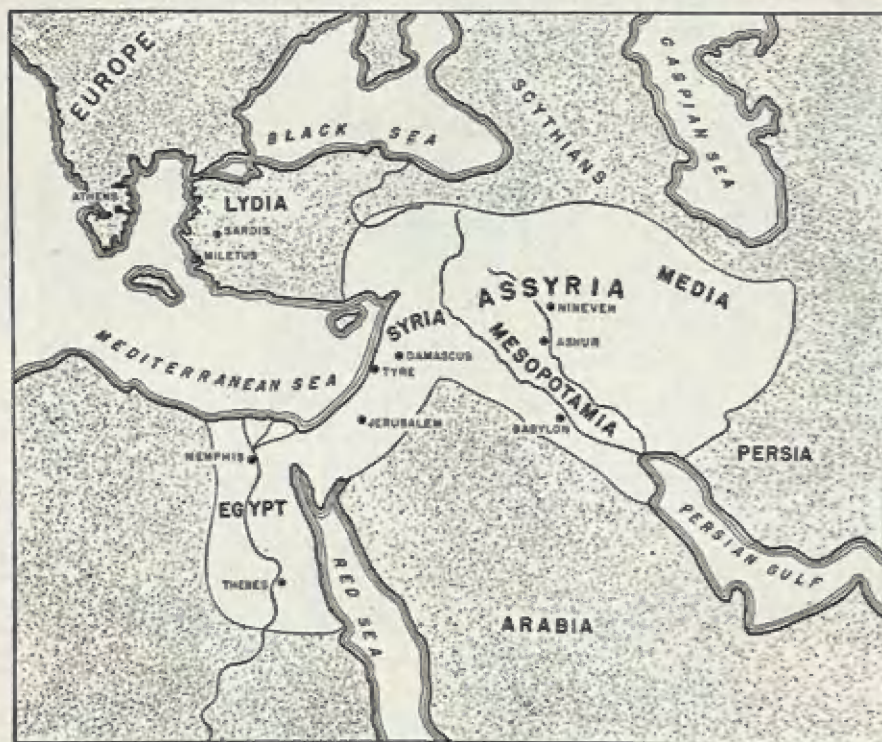 EUROPE
BLACK SEA
SCYTHIANS
CASPIAN SEA
ATHENS
LYDIA
SARDIS
MILETUS
MEDIA
ASSYRIA
NINEVEH
SYRIA
ASHUR
MESOPOTAMIA
MEDITERRANEAN SEA
DAMASCUS
TYRE
JERUSALEM
BABYLON
MEMPHIS
PERSIA
EGYPT
PERSIAN GULF
THEBES
RED SEA
ARABIA